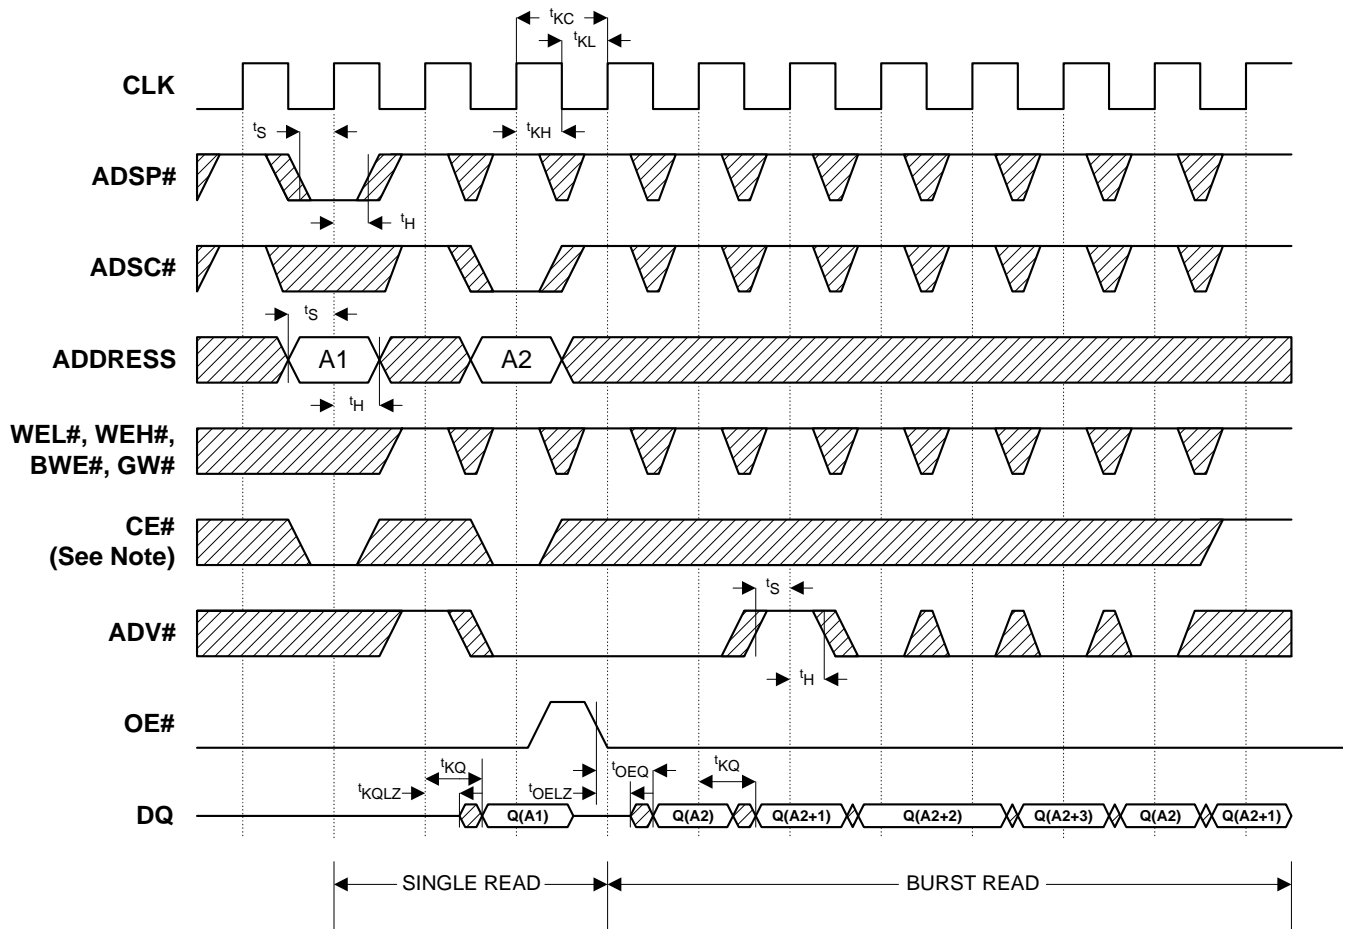 tKC
tKL
CLK
tS
tKH
ADSP#
tH
ADSC#
tS
ADDRESS
A1
A2
tH
WEL#, WEH#,
BWE#, GW#
CE#
(See Note)
tS
ADV#
tH
OE#
tKQ
tOEQ
tKQ
tKQLZ
tOELZ
DQ
Q(A1)
Q(A2)
Q(A2+1)
Q(A2+2)
Q(A2+3)
Q(A2)
Q(A2+1)
SINGLE READ
BURST READ